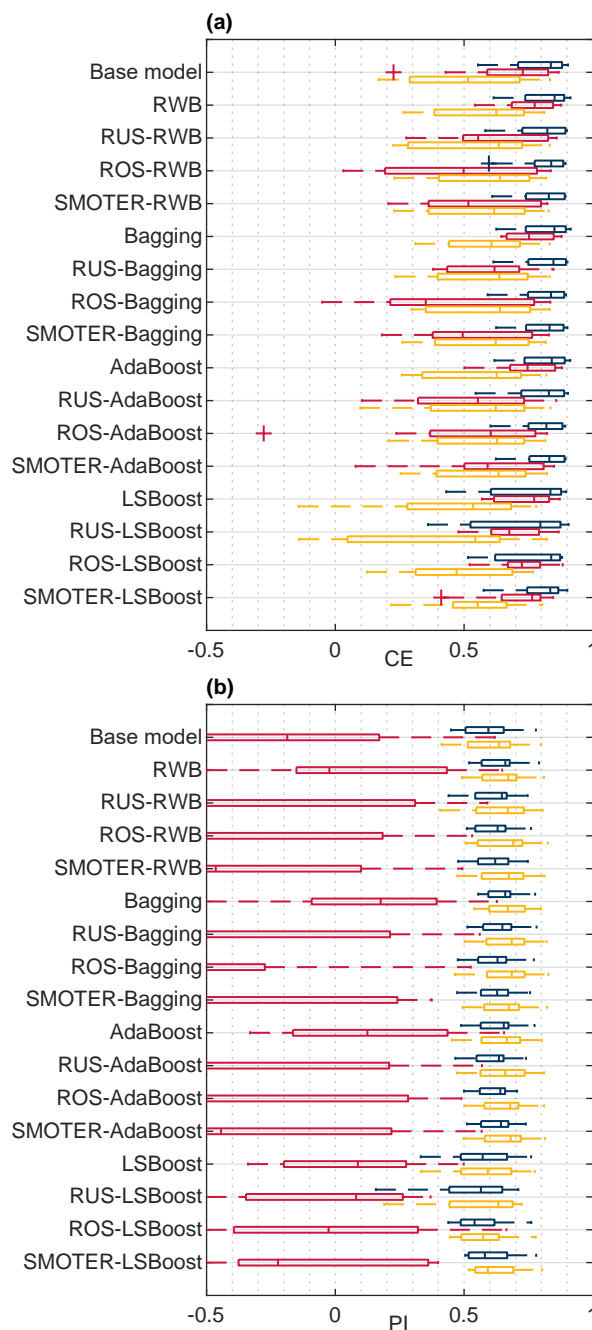 (a)
Base model
RWB
RUS-RWB
ROS-RWB
SMOTER-RWB
Bagging
RUS-Bagging
ROS-Bagging
SMOTER-Bagging
AdaBoost
RUS-AdaBoost
ROS-AdaBoost
SMOTER-AdaBoost
LSBoost
RUS-LSBoost
ROS-LSBoost
SMOTER-LSBoost
-0.5 0 0.5 1
CE
(b)
Base model
RWB
RUS-RWB
ROS-RWB
SMOTER-RWB
Bagging
RUS-Bagging
ROS-Bagging
SMOTER-Bagging
AdaBoost
RUS-AdaBoost
ROS-AdaBoost
SMOTER-AdaBoost
LSBoost
RUS-LSBoost
ROS-LSBoost
SMOTER-LSBoost
-0.5 0 0.5 1
PI